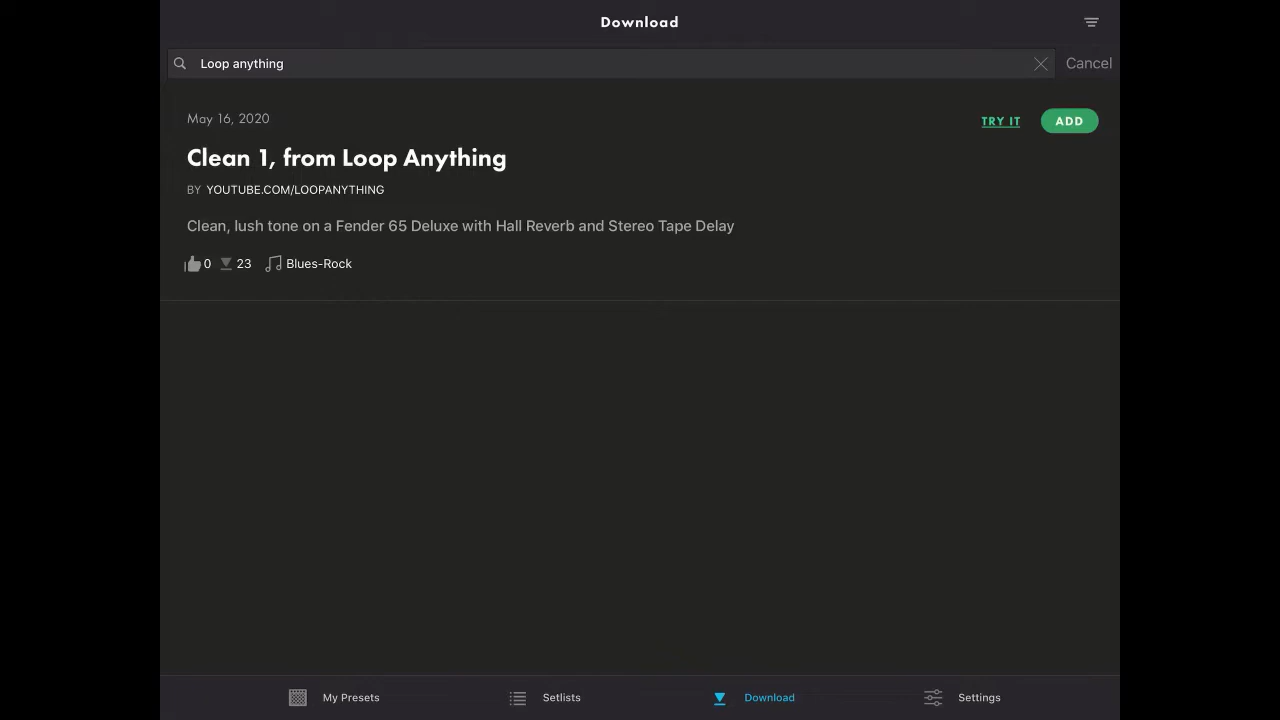 Download
Loop anything
Cancel
May 16, 2020
TRY IT
ADD
Clean 1, from Loop Anything
BY YOUTUBE.COM/LOOPANYTHING
Clean, lush tone on a Fender 65 Deluxe with Hall Reverb and Stereo Tape Delay
0 23 Blues-Rock
My Presets Setlists Download Settings